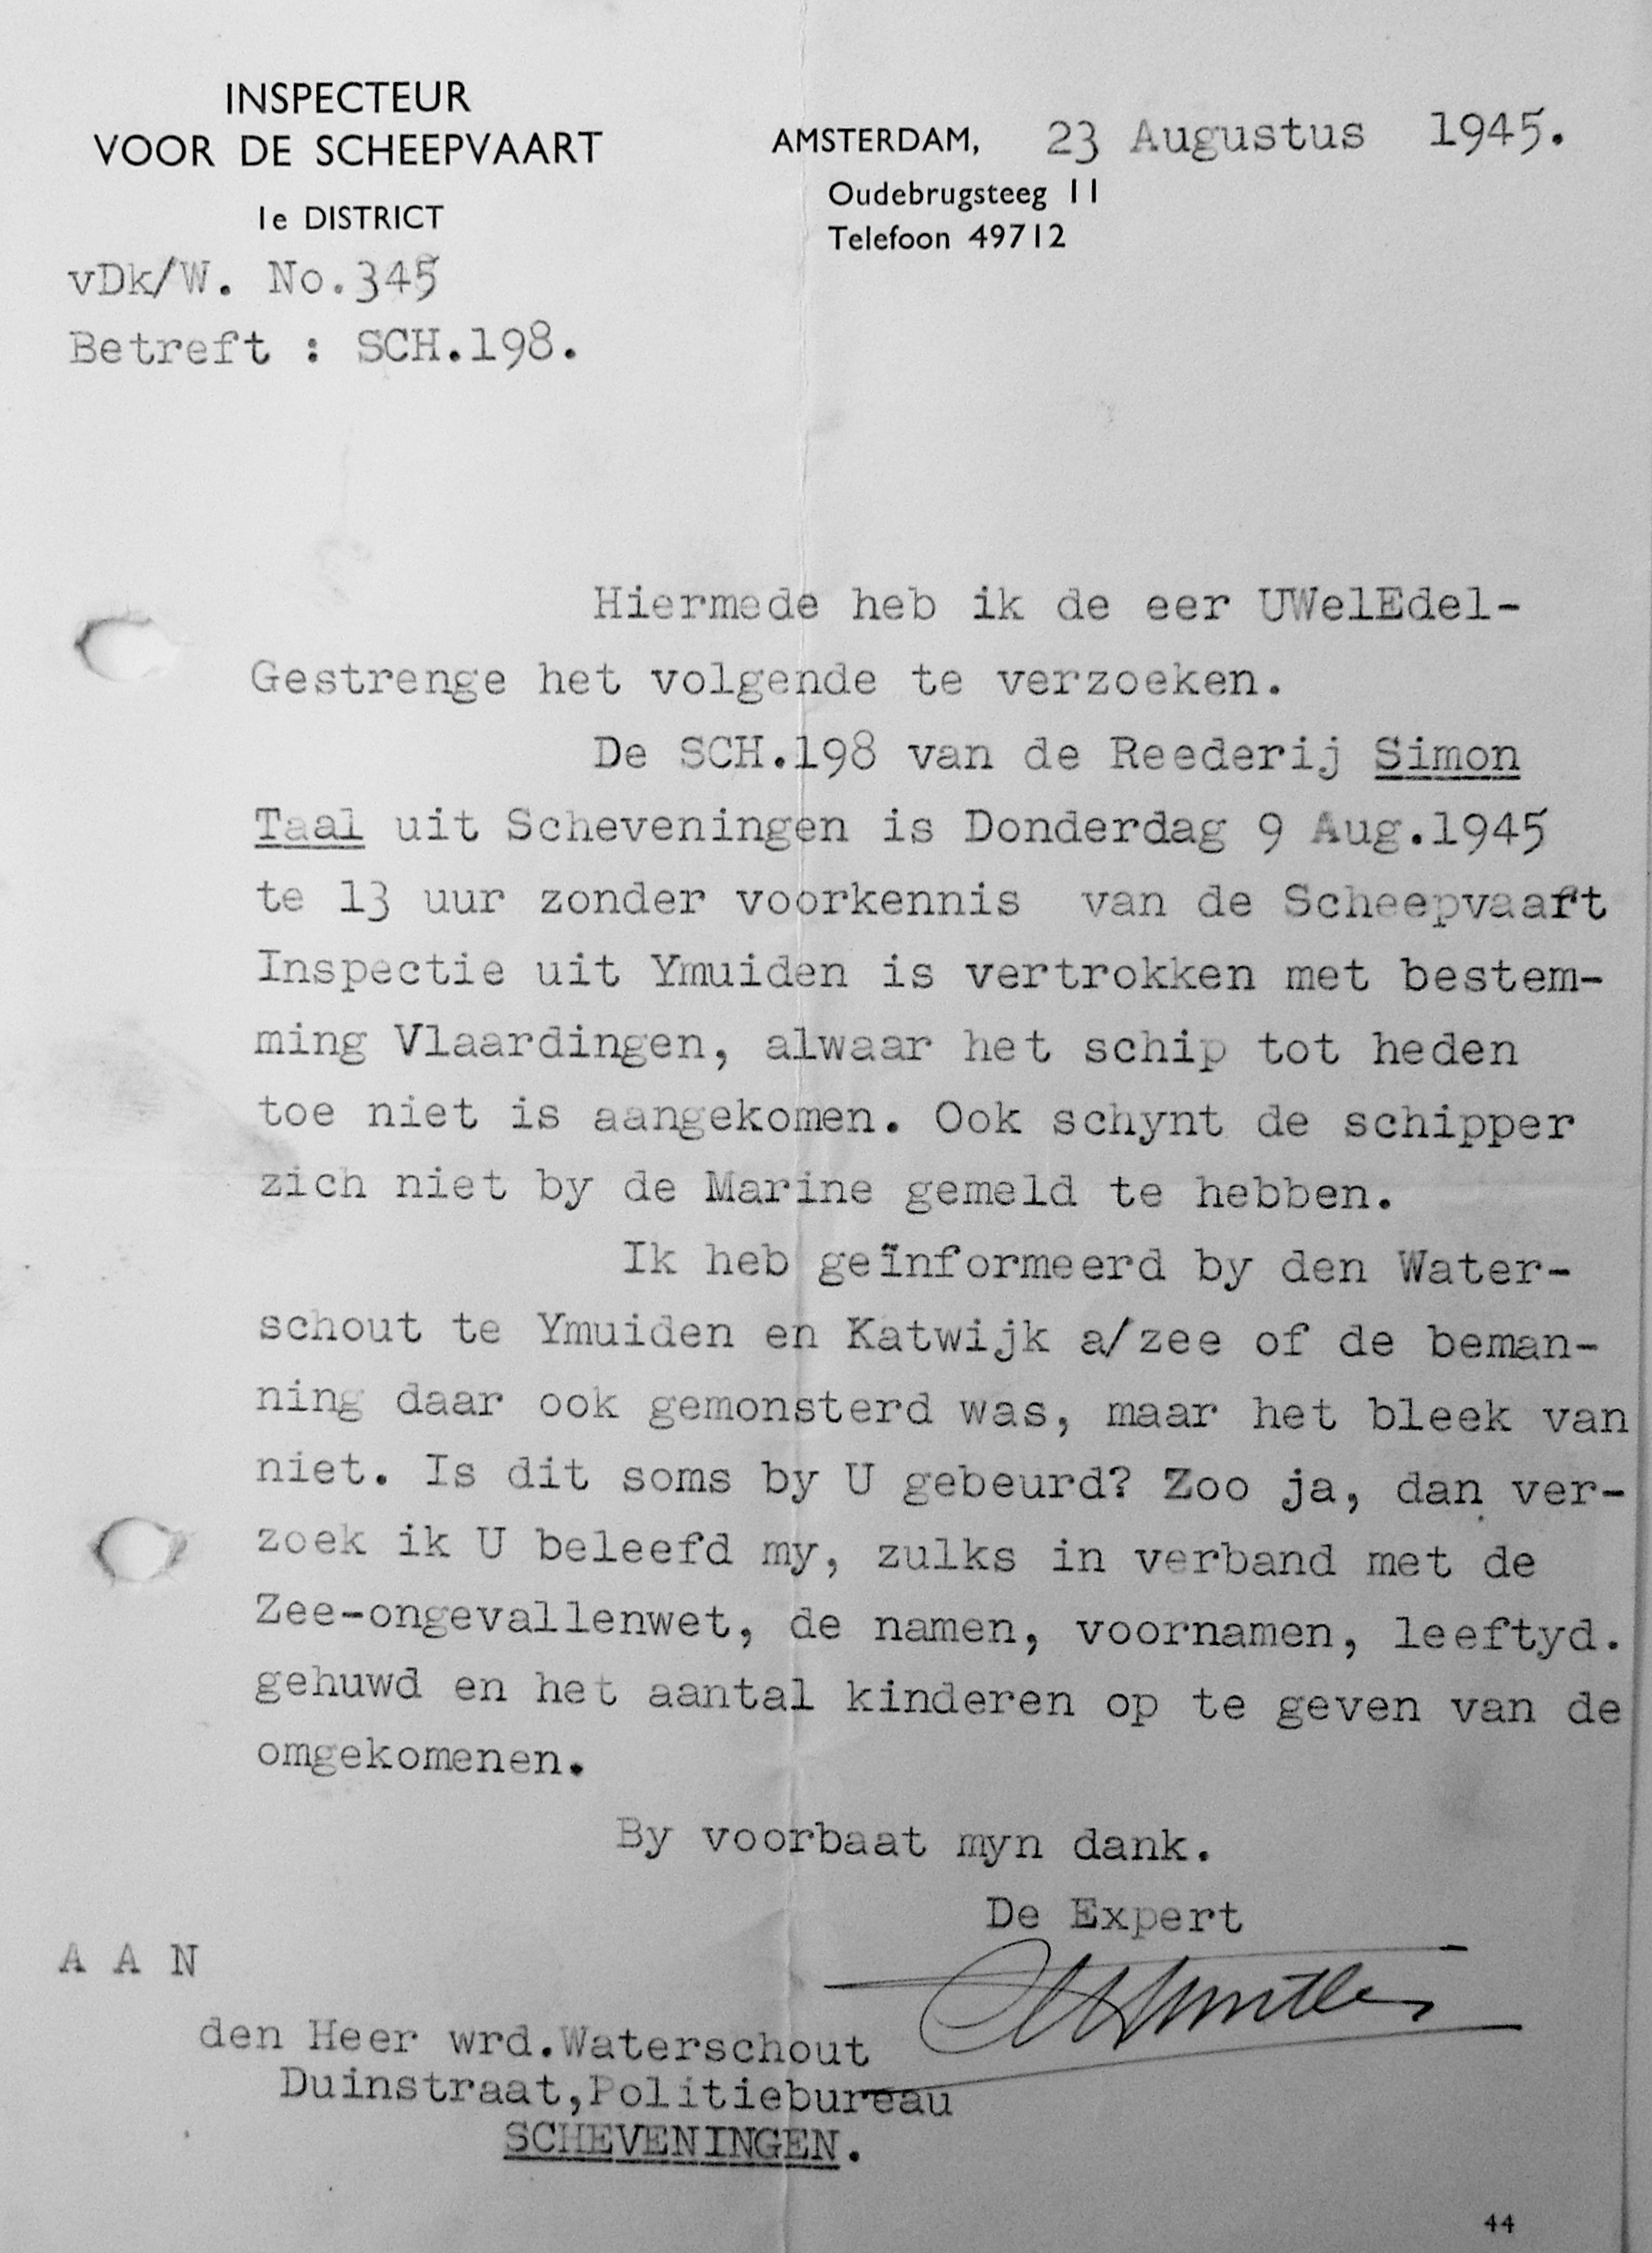 INSPECTEUR
VOOR DE SCHEEPVAART
1e DISTRICT
AMSTERDAM, 23 Augustus 1945.
Oudebrugsteeg 11
Telefoon 49712
vDk/W. No.345
Betreft : SCH.198.
Hiermede heb ik de eer UWelEdel-
Gestrenge het volgende te verzoeken.
De SCH.198 van de Reederij Simon
Taal uit Scheveningen is Donderdag 9 Aug.1945
te 13 uur zonder voorkennis van de Scheepvaart
Inspectie uit Ymuiden is vertrokken met bestem-
ming Vlaardingen, alwaar het schip tot heden
toe niet is aangekomen. Ook schynt de schipper
zich niet by de Marine gemeld te hebben.
Ik heb geïnformeerd by den Water-
schout te Ymuiden en Katwijk a/zee of de beman-
ning daar ook gemonsterd was, maar het bleek van
niet. Is dit soms by U gebeurd? Zoo ja, dan ver-
zoek ik U beleefd my, zulks in verband met de
Zee-ongevallenwet, de namen, voornamen, leeftyd.
gehuwd en het aantal kinderen op te geven van de
omgekomenen.
By voorbaat myn dank.
De Expert
A A N
den Heer wrd.Waterschout
Duinstraat,Politiebureau
SCHEVENINGEN.
44